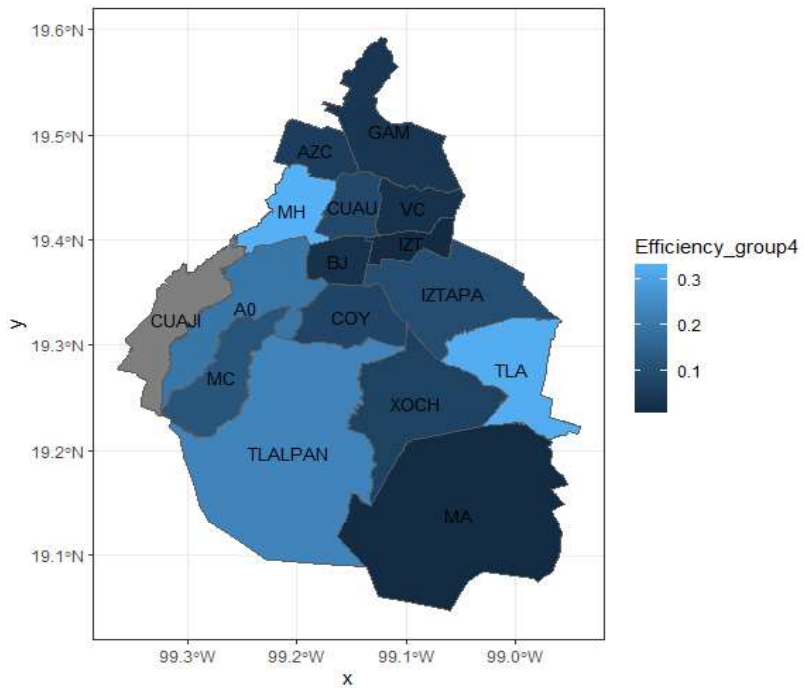 19.6°N
19.5°N
19.4°N
19.3°N
19.2°N
19.1°N
y
GAM
AZC
MH
CUAU
VC
IZT
BJ
IZTAPA
A0
CUAJI
COY
MC
TLA
XOCH
TLALPAN
MA
99.3°W
99.2°W
99.1°W
99.0°W
x
Efficiency_group4
0.3
0.2
0.1